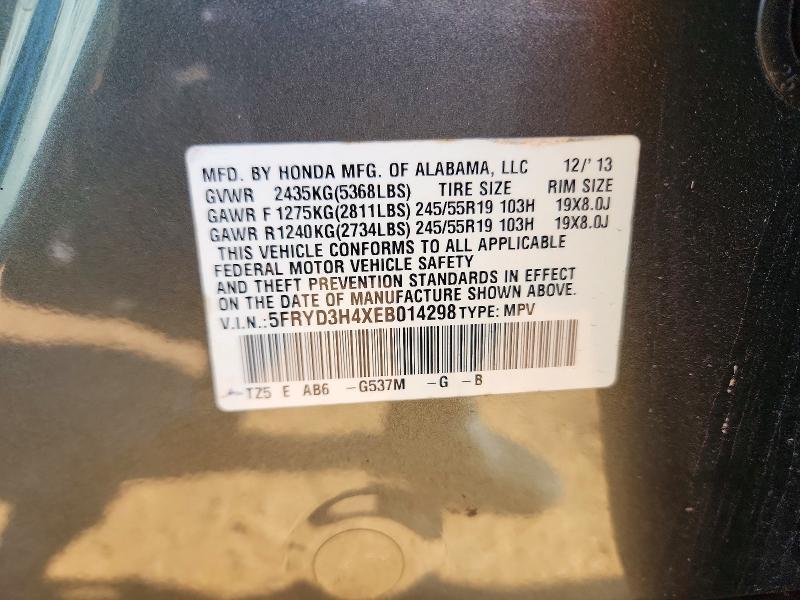 MFD. BY HONDA MFG. OF ALABAMA, LLC 12/'13
GVWR 2435KG(5368LBS) TIRE SIZE RIM SIZE
GAWR F 1275KG(2811LBS) 245/55R19 103H 19X8.0J
GAWR R1240KG(2734LBS) 245/55R19 103H 19X8.0J
THIS VEHICLE CONFORMS TO ALL APPLICABLE
FEDERAL MOTOR VEHICLE SAFETY
AND THEFT PREVENTION STANDARDS IN EFFECT
ON THE DATE OF MANUFACTURE SHOWN ABOVE.
V.I.N.:5FRYD3H4XEB014298 TYPE: MPV
TZ5 E AB6 -G537M -G -B